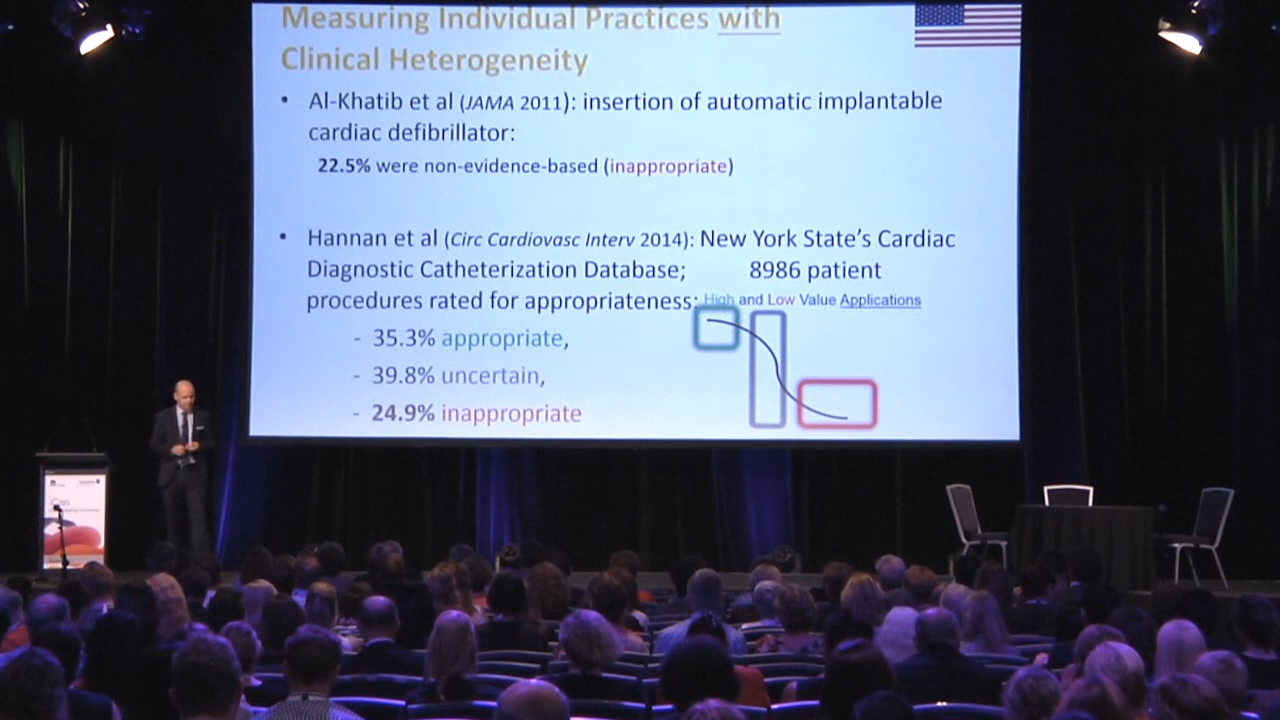 Measuring Individual Practices with
Clinical Heterogeneity
• Al-Khatib et al (JAMA 2011): insertion of automatic implantable
cardiac defibrillator:
22.5% were non-evidence-based (inappropriate)
• Hannan et al (Circ Cardiovasc Interv 2014): New York State’s Cardiac
Diagnostic Catheterization Database; 8986 patient
procedures rated for appropriateness:
High and Low Value Applications
- 35.3% appropriate,
- 39.8% uncertain,
- 24.9% inappropriate